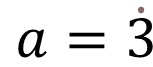 a = 3̇